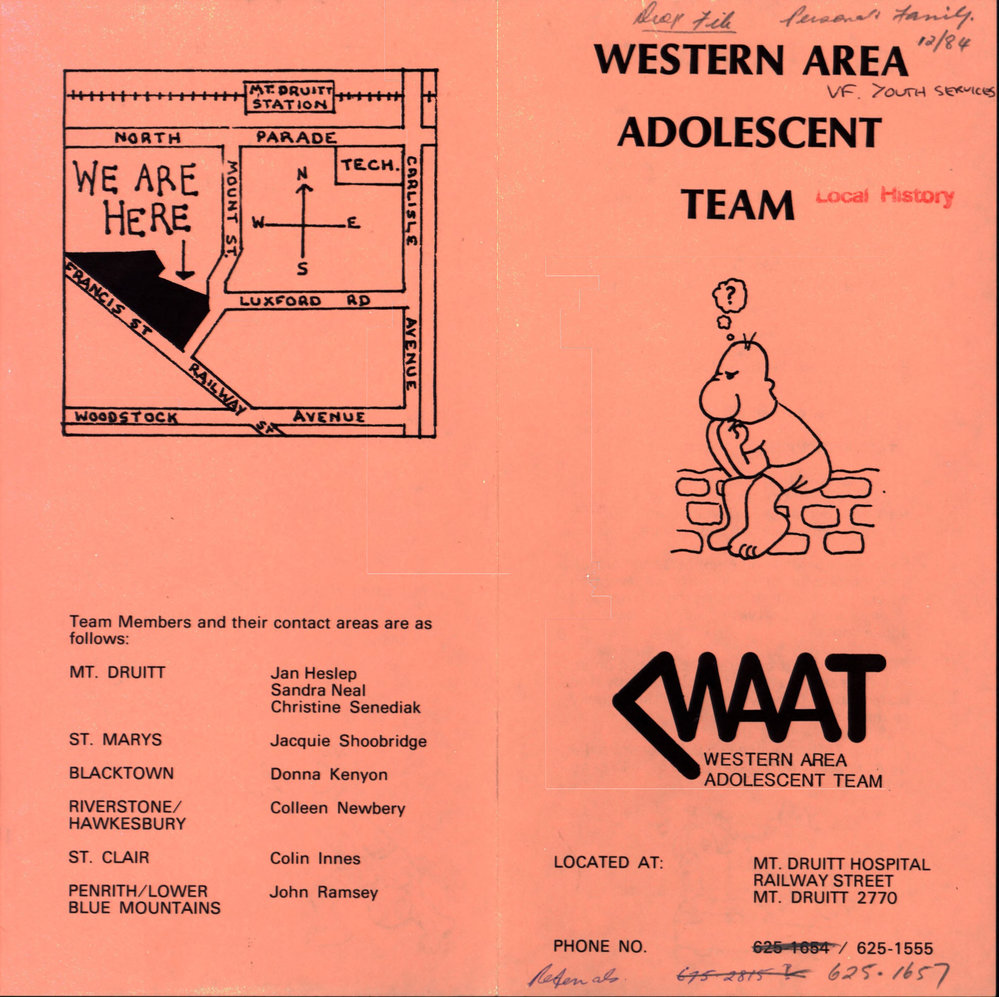 MT. DRUITT
STATION
NORTH PARADE
WE ARE
HERE
MOUNT ST.
TECH.
CARLISLE
AVENUE
N
W E
S
FRANCIS ST
LUXFORD RD
RAILWAY
ST
WOODSTOCK AVENUE
Team Members and their contact areas are as
follows:
MT. DRUITT Jan Heslep
Sandra Neal
Christine Senediak
ST. MARYS Jacquie Shoobridge
BLACKTOWN Donna Kenyon
RIVERSTONE/ Colleen Newbery
HAWKESBURY
ST. CLAIR Colin Innes
PENRITH/LOWER John Ramsey
BLUE MOUNTAINS
File Personal: Family.
12/84
WESTERN AREA
VF. YOUTH SERVICES
ADOLESCENT
TEAM
Local History
?
WAAT
WESTERN AREA
ADOLESCENT TEAM
LOCATED AT: MT. DRUITT HOSPITAL
RAILWAY STREET
MT. DRUITT 2770
PHONE NO. 625-1654 / 625-1555
Referrals. 675-2815 625-1657